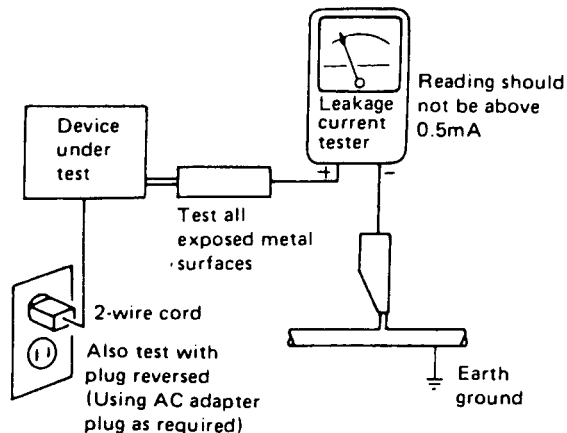 Leakage
current
tester
Reading should
not be above
0.5mA
Device
under
test
+
-
Test all
exposed metal
surfaces
2-wire cord
Also test with
plug reversed
(Using AC adapter
plug as required)
Earth
ground